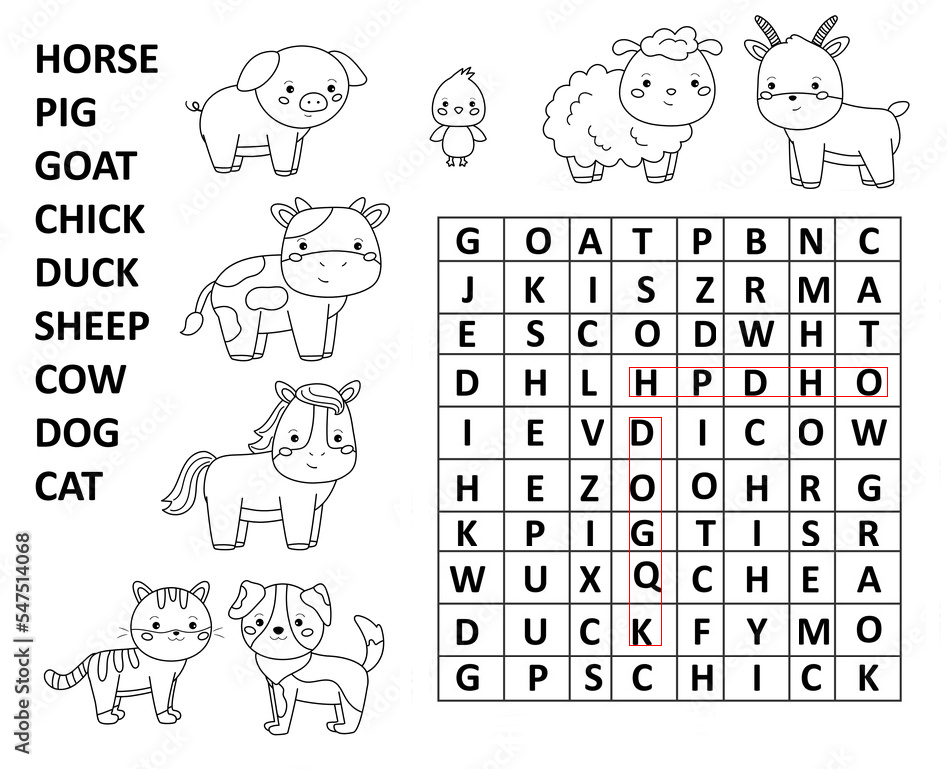 HORSE
PIG
GOAT
CHICK
DUCK
SHEEP
COW
DOG
CAT
G O A T P B N C
J K I S Z R M A
E S C O D W H T
D H L H P D H O
I E V D I C O W
H E Z O O H R G
K P I G T I S R
W U X Q C H E A
D U C K F Y M O
G P S C H I C K
Adobe Stock | #547514068